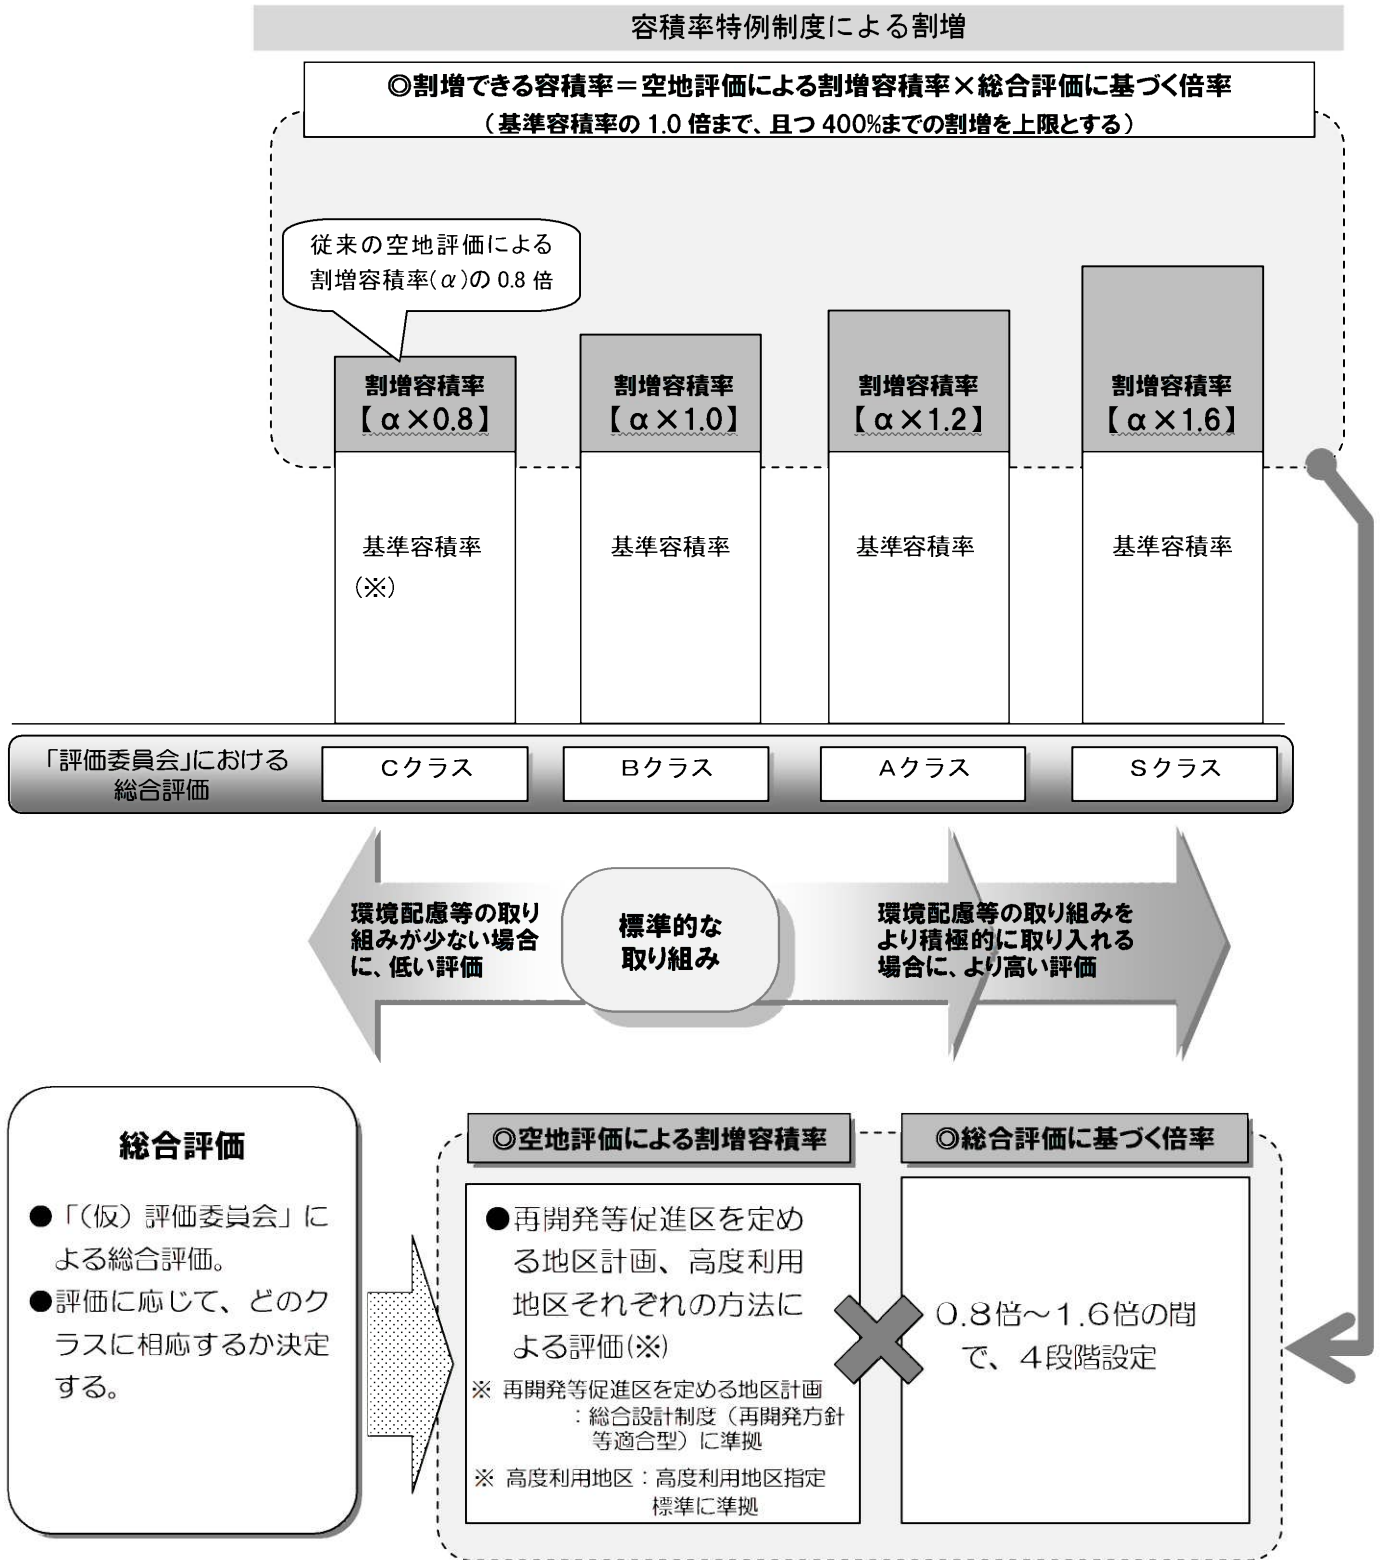 容積率特例制度による割増
◎割増できる容積率＝空地評価による割増容積率×総合評価に基づく倍率
（基準容積率の 1.0 倍まで、且つ 400%までの割増を上限とする）
従来の空地評価による
割増容積率(α)の 0.8 倍
割増容積率
【α×0.8】
割増容積率
【α×1.0】
割増容積率
【α×1.2】
割増容積率
【α×1.6】
基準容積率
(※)
基準容積率
基準容積率
基準容積率
「評価委員会」における
総合評価
Cクラス
Bクラス
Aクラス
Sクラス
環境配慮等の取り
組みが少ない場合
に、低い評価
標準的な
取り組み
環境配慮等の取り組みを
より積極的に取り入れる
場合に、より高い評価
総合評価
●「（仮）評価委員会」に
よる総合評価。
●評価に応じて、どのク
ラスに相応するか決定
する。
◎空地評価による割増容積率
●再開発等促進区を定め
る地区計画、高度利用
地区それぞれの方法に
よる評価(※)
※ 再開発等促進区を定める地区計画
：総合設計制度（再開発方針
等適合型）に準拠
※ 高度利用地区：高度利用地区指定
標準に準拠
◎総合評価に基づく倍率
0.8倍～1.6倍の間
で、4段階設定